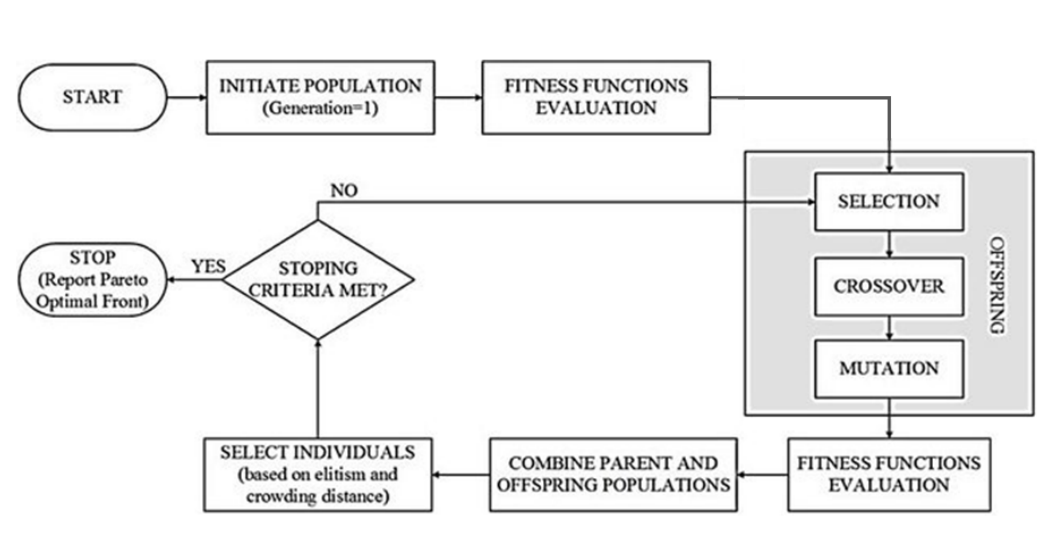 START
INITIATE POPULATION
(Generation=1)
FITNESS FUNCTIONS
EVALUATION
NO
SELECTION
STOP
(Report Pareto
Optimal Front)
YES
STOPING
CRITERIA MET?
CROSSOVER
OFFSPRING
MUTATION
SELECT INDIVIDUALS
(based on elitism and
crowding distance)
COMBINE PARENT AND
OFFSPRING POPULATIONS
FITNESS FUNCTIONS
EVALUATION